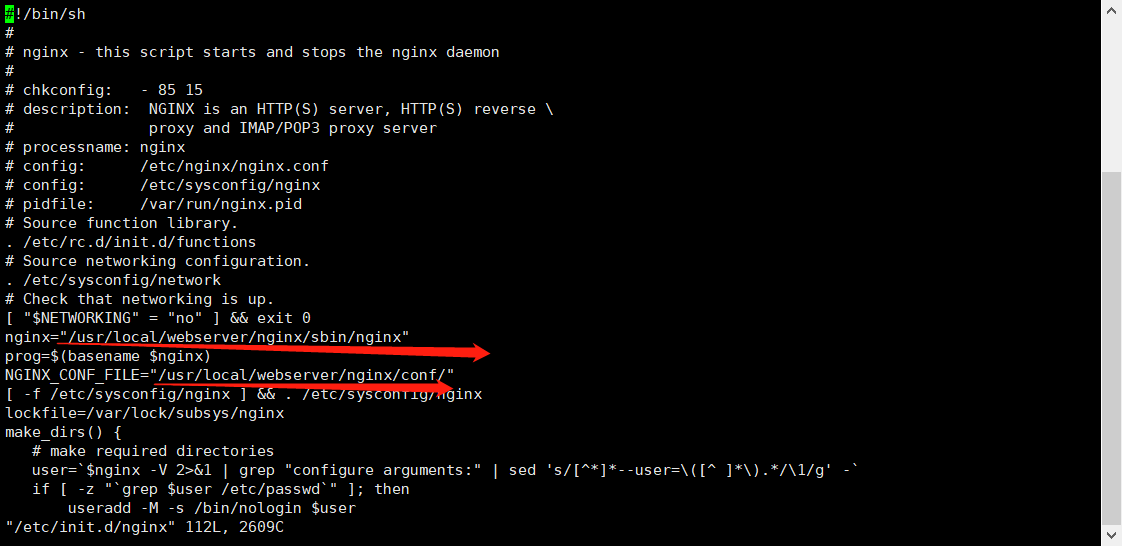 #!/bin/sh
#
# nginx - this script starts and stops the nginx daemon
#
# chkconfig:   - 85 15
# description:  NGINX is an HTTP(S) server, HTTP(S) reverse \
#               proxy and IMAP/POP3 proxy server
# processname: nginx
# config:      /etc/nginx/nginx.conf
# config:      /etc/sysconfig/nginx
# pidfile:     /var/run/nginx.pid
# Source function library.
. /etc/rc.d/init.d/functions
# Source networking configuration.
. /etc/sysconfig/network
# Check that networking is up.
[ "$NETWORKING" = "no" ] && exit 0
nginx="/usr/local/webserver/nginx/sbin/nginx"
prog=$(basename $nginx)
NGINX_CONF_FILE="/usr/local/webserver/nginx/conf/"
[ -f /etc/sysconfig/nginx ] && . /etc/sysconfig/nginx
lockfile=/var/lock/subsys/nginx
make_dirs() {
   # make required directories
   user=`$nginx -V 2>&1 | grep "configure arguments:" | sed 's/[^*]*--user=\([^ ]*\).*/\1/g' -`
   if [ -z "`grep $user /etc/passwd`" ]; then
       useradd -M -s /bin/nologin $user
"/etc/init.d/nginx" 112L, 2609C